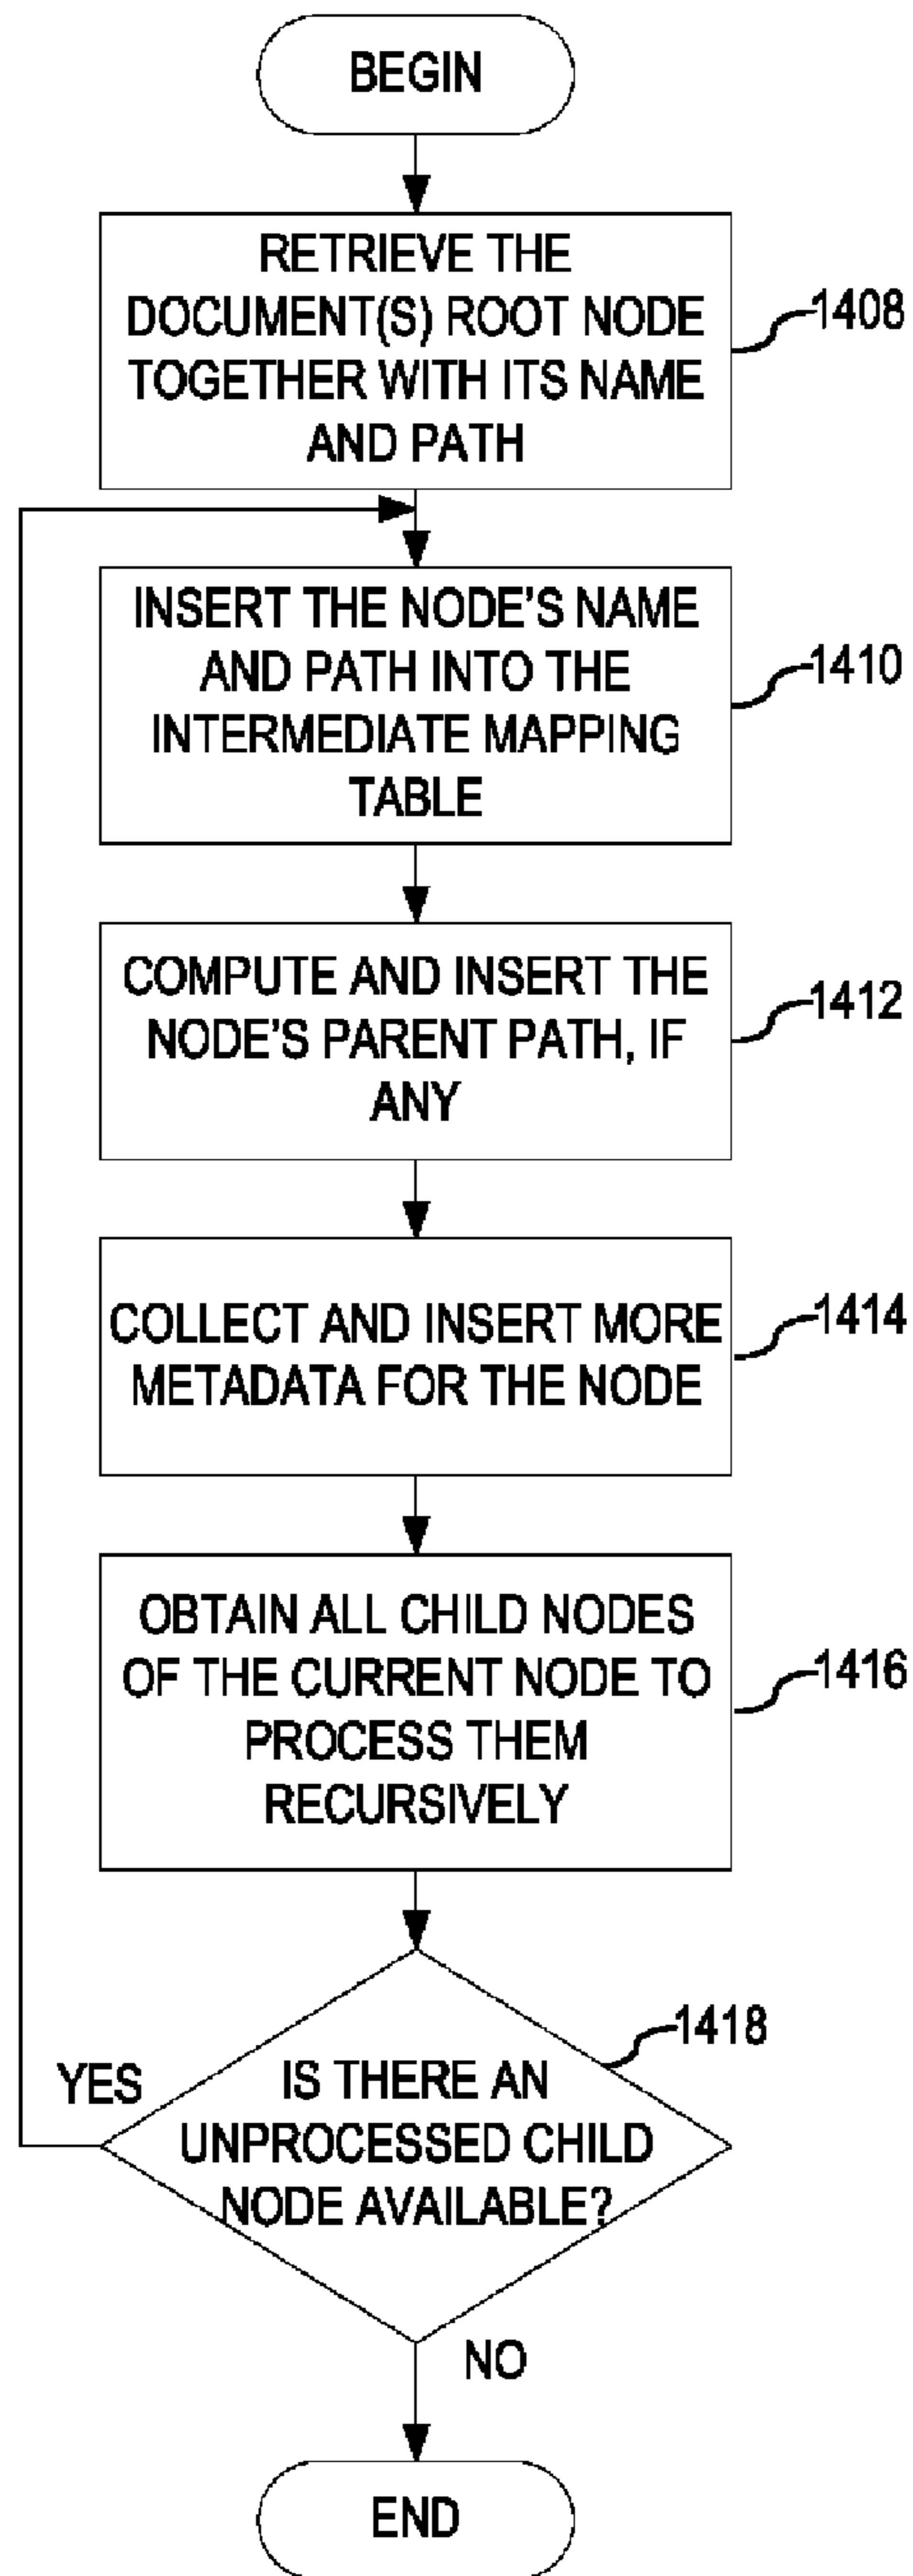 BEGIN
RETRIEVE THE
DOCUMENT(S) ROOT NODE
TOGETHER WITH ITS NAME
AND PATH
1408
INSERT THE NODE'S NAME
AND PATH INTO THE
INTERMEDIATE MAPPING
TABLE
1410
COMPUTE AND INSERT THE
NODE'S PARENT PATH, IF
ANY
1412
COLLECT AND INSERT MORE
METADATA FOR THE NODE
1414
OBTAIN ALL CHILD NODES
OF THE CURRENT NODE TO
PROCESS THEM
RECURSIVELY
1416
IS THERE AN
UNPROCESSED CHILD
NODE AVAILABLE?
1418
YES
NO
END